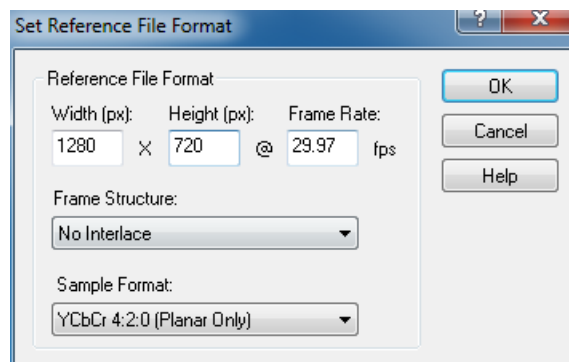 Set Reference File Format
? X
Reference File Format
Width (px): Height (px): Frame Rate:
1280 X 720 @ 29.97 fps
Frame Structure:
No Interlace
Sample Format:
YCbCr 4:2:0 (Planar Only)
OK
Cancel
Help